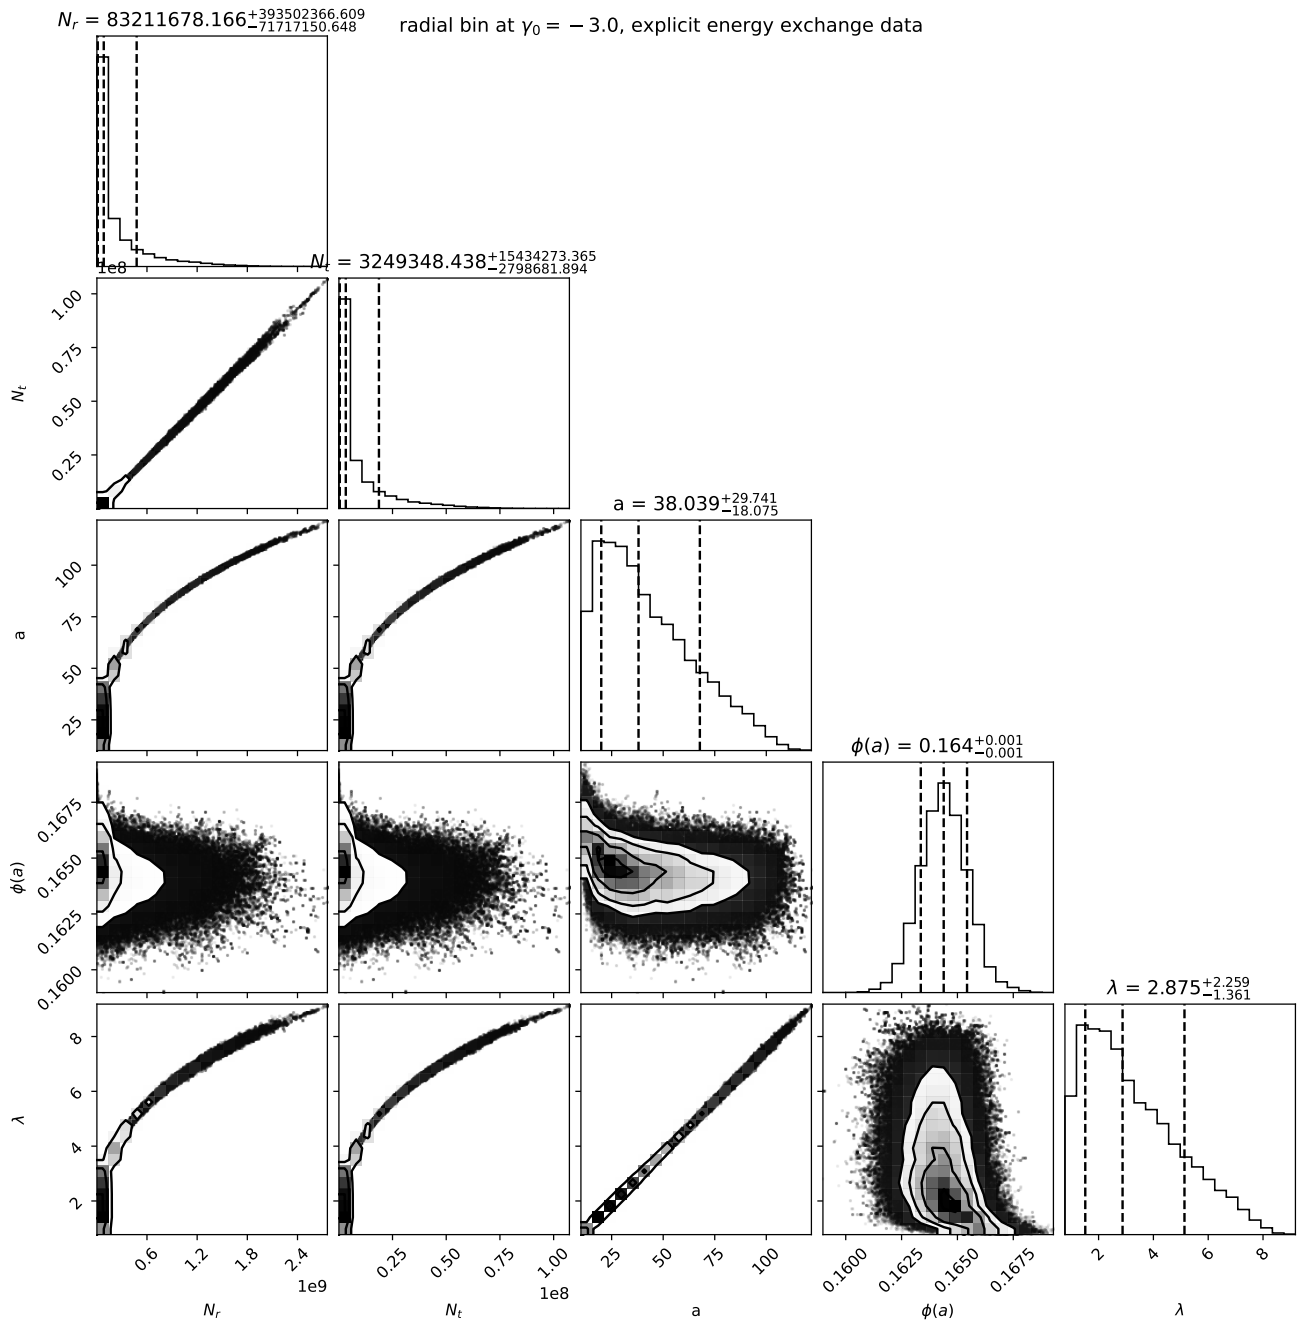 N_r = 83211678.166^{+393502366.609}_{−71717150.648}
radial bin at γ_0 = −3.0, explicit energy exchange data
1e8
N_t = 3249348.438^{+15434273.365}_{−2798681.894}
1.00
0.75
0.50
0.25
N_t
a = 38.039^{+29.741}_{−18.075}
100
75
50
25
a
ϕ(a) = 0.164^{+0.001}_{−0.001}
0.1675
0.1650
0.1625
0.1600
ϕ(a)
λ = 2.875^{+2.259}_{−1.361}
8
6
4
2
λ
0.6 1.2 1.8 2.4
1e9
N_r
0.25 0.50 0.75 1.00
1e8
N_t
25 50 75 100
a
0.1600 0.1625 0.1650 0.1675
ϕ(a)
2 4 6 8
λ